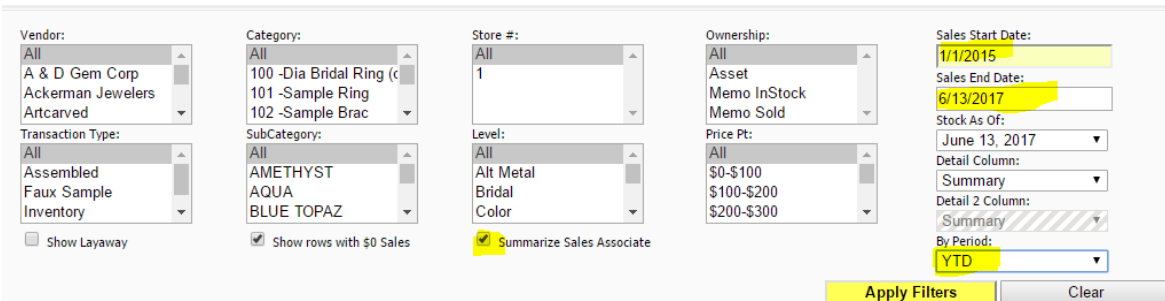 Vendor:
All
A & D Gem Corp
Ackerman Jewelers
Artcarved
Category:
All
100 -Dia Bridal Ring (c
101 -Sample Ring
102 -Sample Brac
Store #:
All
1
Ownership:
All
Asset
Memo InStock
Memo Sold
Sales Start Date:
1/1/2015
Sales End Date:
6/13/2017
Stock As Of:
June 13, 2017
Detail Column:
Summary
Detail 2 Column:
Summary
By Period:
YTD
Transaction Type:
All
Assembled
Faux Sample
Inventory
SubCategory:
All
AMETHYST
AQUA
BLUE TOPAZ
Level:
All
Alt Metal
Bridal
Color
Price Pt:
All
$0-$100
$100-$200
$200-$300
Show Layaway
Show rows with $0 Sales
Summarize Sales Associate
Apply Filters
Clear